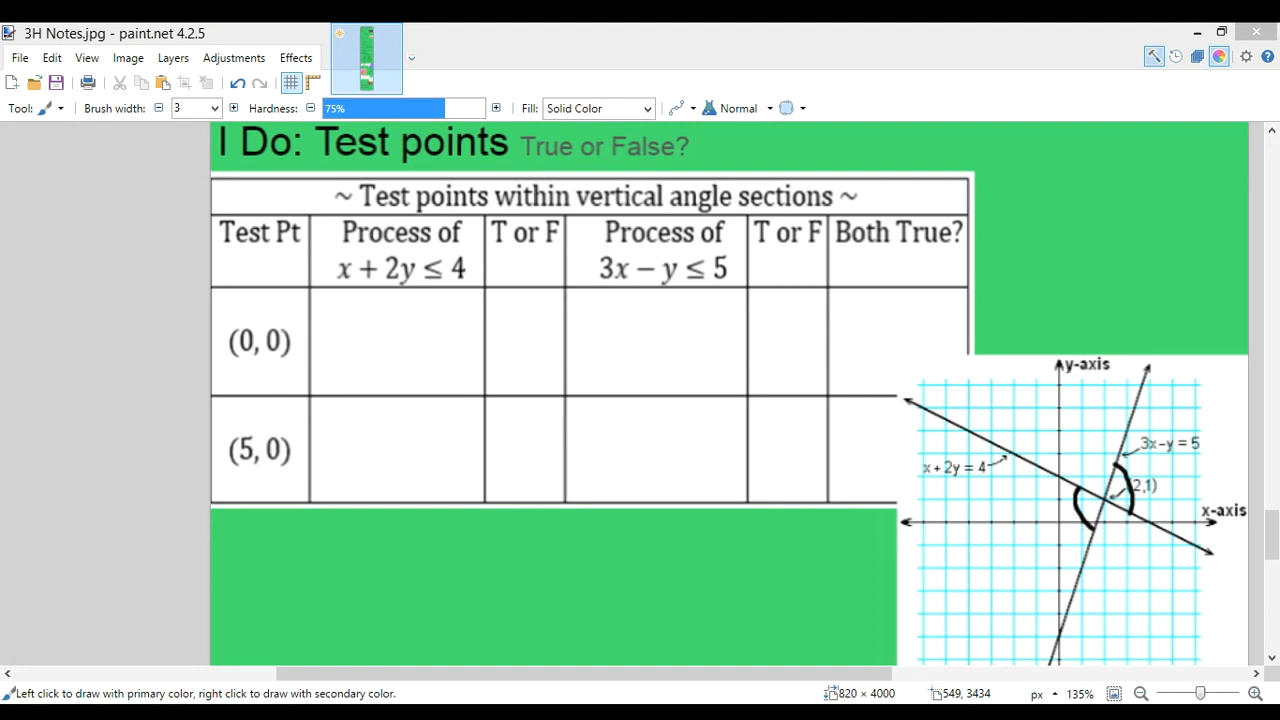 3H Notes.jpg - paint.net 4.2.5
File Edit View Image Layers Adjustments Effects
Tool: Brush width: 3 Hardness: 75% Fill: Solid Color Normal
I Do: Test points True or False?
~ Test points within vertical angle sections ~
Test Pt Process of T or F Process of T or F Both True?
x + 2y ≤ 4 3x − y ≤ 5
(0, 0)
(5, 0)
y-axis
3x-y = 5
x+2y = 4
2,1)
x-axis
Left click to draw with primary color, right click to draw with secondary color. 820 × 4000 549, 3434 px 135%